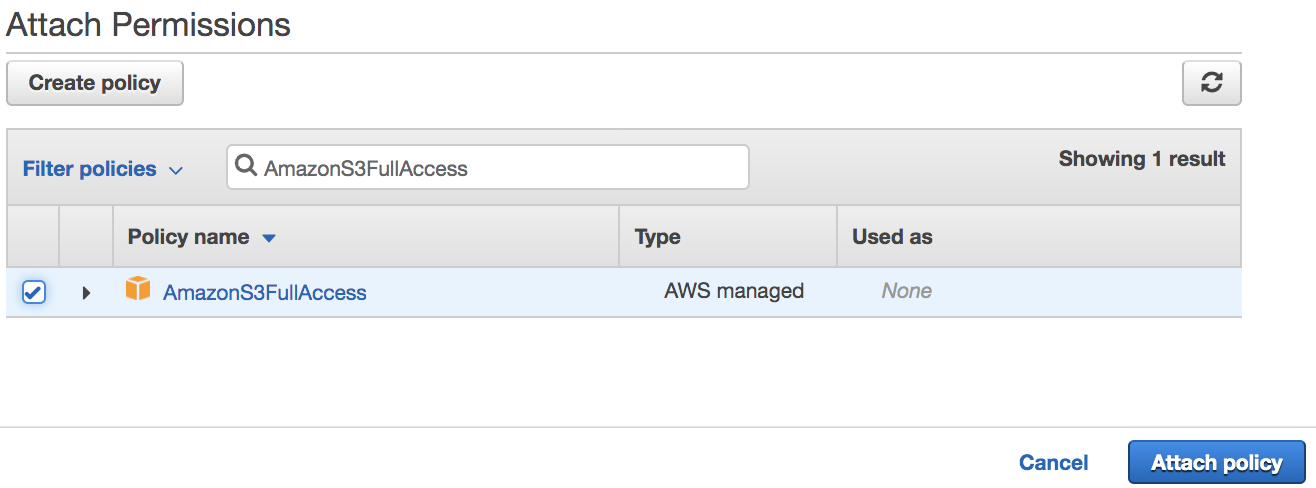 Attach Permissions
Create policy
Filter policies
AmazonS3FullAccess
Showing 1 result
Policy name
Type
Used as
AmazonS3FullAccess
AWS managed
None
Cancel
Attach policy